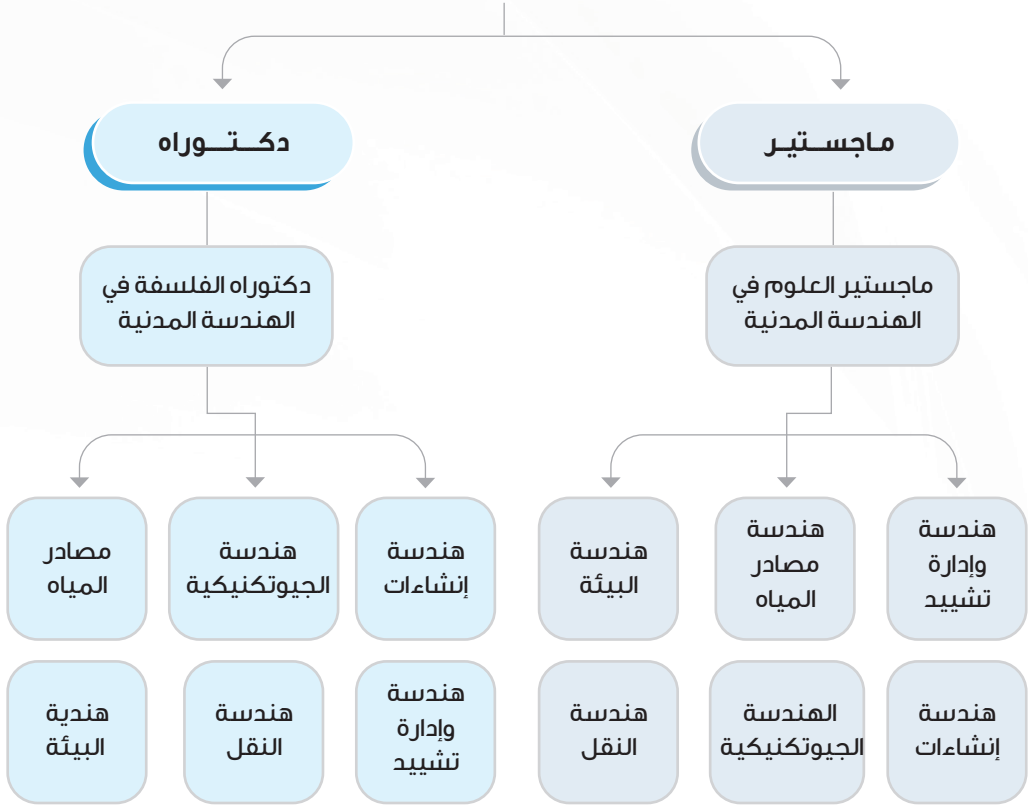 ماجستير
دكتوراه
ماجستير العلوم في
الهندسة المدنية
دكتوراه الفلسفة في
الهندسة المدنية
هندسة
وإدارة
تشييد
هندسة
مصادر
المياه
هندسة
البيئة
هندسة
إنشاءات
هندسة
الجيوتكنيكية
مصادر
المياه
هندسة
إنشاءات
الهندسة
الجيوتكنيكية
هندسة
النقل
هندسة
وإدارة
تشييد
هندسة
النقل
هندية
البيئة